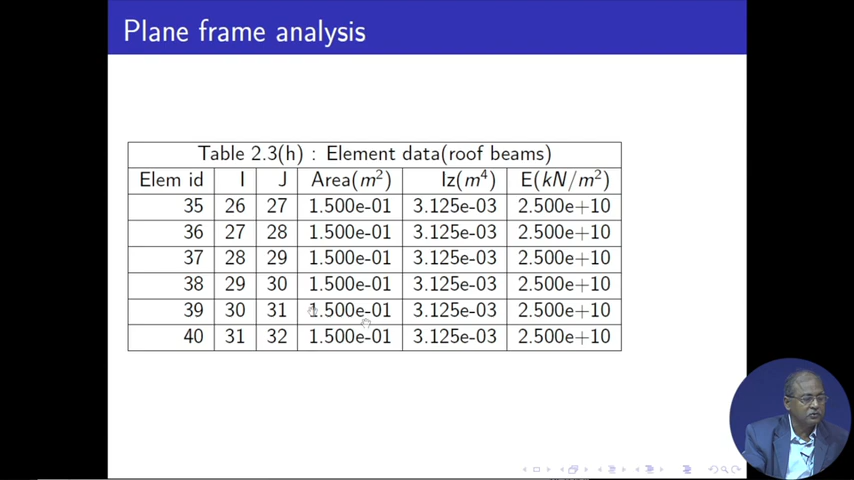 Plane frame analysis
Table 2.3(h) : Element data(roof beams)
Elem id I J Area(m²) Iz(m⁴) E(kN/m²)
35 26 27 1.500e-01 3.125e-03 2.500e+10
36 27 28 1.500e-01 3.125e-03 2.500e+10
37 28 29 1.500e-01 3.125e-03 2.500e+10
38 29 30 1.500e-01 3.125e-03 2.500e+10
39 30 31 1.500e-01 3.125e-03 2.500e+10
40 31 32 1.500e-01 3.125e-03 2.500e+10